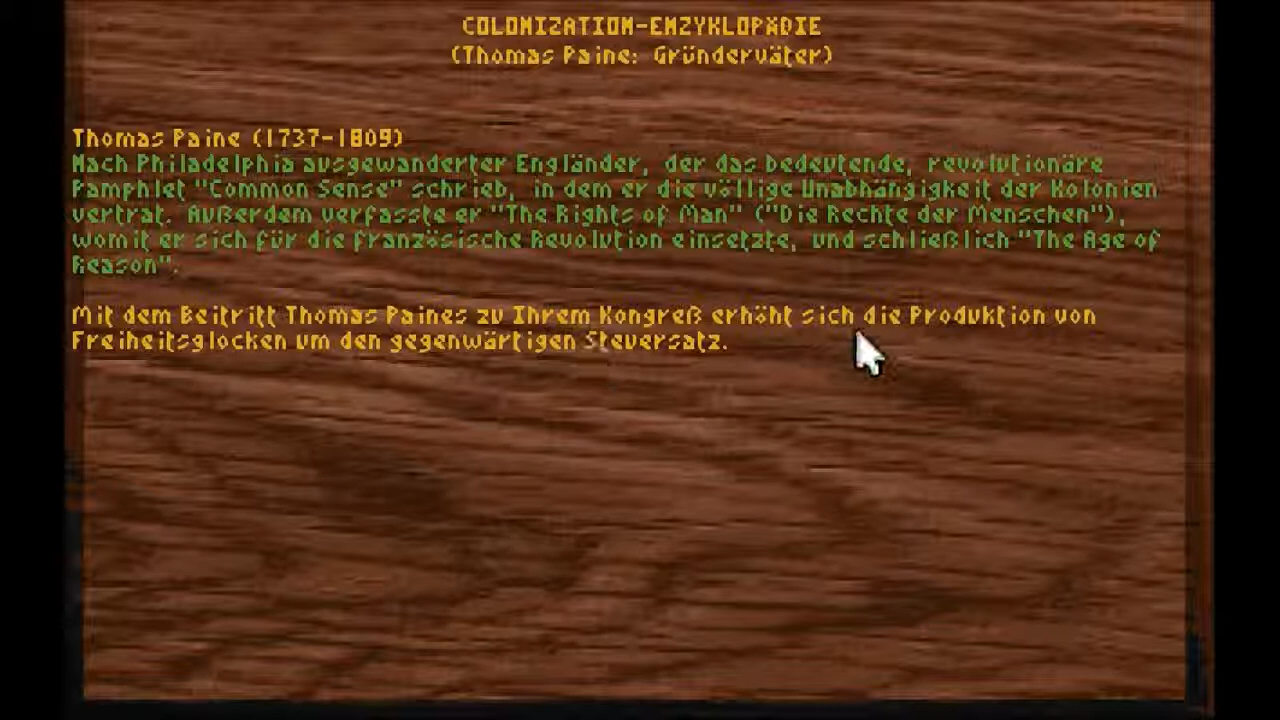 COLONIZATION-ENZYKLOPÄDIE
(Thomas Paine: Gründerväter)
Thomas Paine (1737-1809)
Nach Philadelphia ausgewanderter Engländer, der das bedeutende, revolutionäre
Pamphlet "Common Sense" schrieb, in dem er die völlige Unabhängigkeit der Kolonien
vertrat. Außerdem verfasste er "The Rights of Man" ("Die Rechte der Menschen"),
womit er sich für die französische Revolution einsetzte, und schließlich "The Age of
Reason".
Mit dem Beitritt Thomas Paines zu Ihrem Kongreß erhöht sich die Produktion von
Freiheitsglocken um den gegenwärtigen Steuersatz.